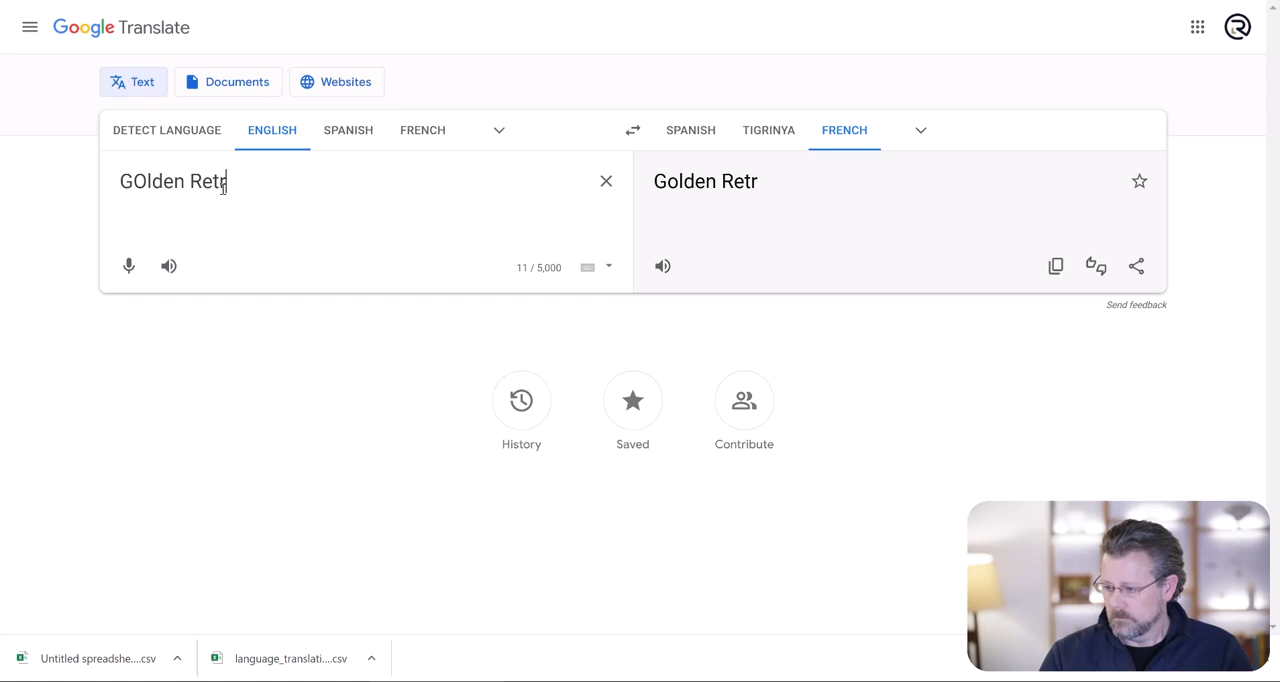 Google Translate
Text
Documents
Websites
DETECT LANGUAGE
ENGLISH
SPANISH
FRENCH
SPANISH
TIGRINYA
FRENCH
GOlden Retr
Golden Retr
11 / 5,000
Send feedback
History
Saved
Contribute
Untitled spreadshe....csv
language_translati....csv